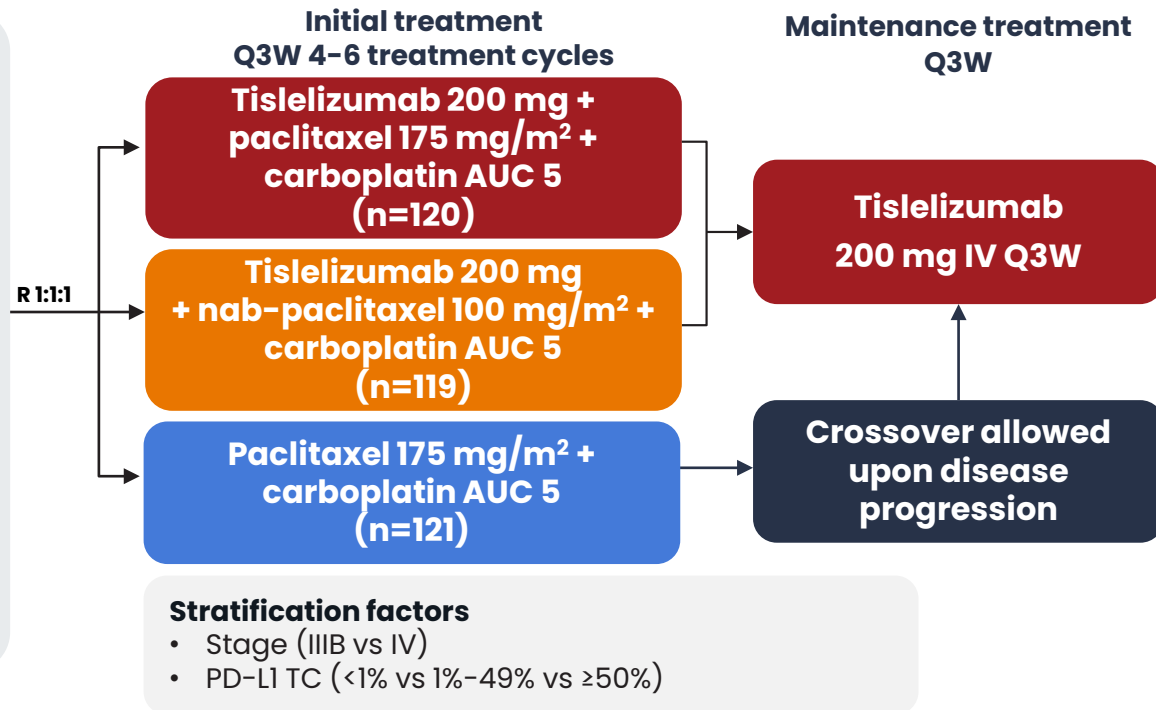 Initial treatment
Q3W 4-6 treatment cycles
Maintenance treatment
Q3W
R 1:1:1
Tislelizumab 200 mg +
paclitaxel 175 mg/m² +
carboplatin AUC 5
(n=120)
Tislelizumab 200 mg
+ nab-paclitaxel 100 mg/m² +
carboplatin AUC 5
(n=119)
Paclitaxel 175 mg/m² +
carboplatin AUC 5
(n=121)
Tislelizumab
200 mg IV Q3W
Crossover allowed
upon disease
progression
Stratification factors
• Stage (IIIB vs IV)
• PD-L1 TC (<1% vs 1%-49% vs ≥50%)